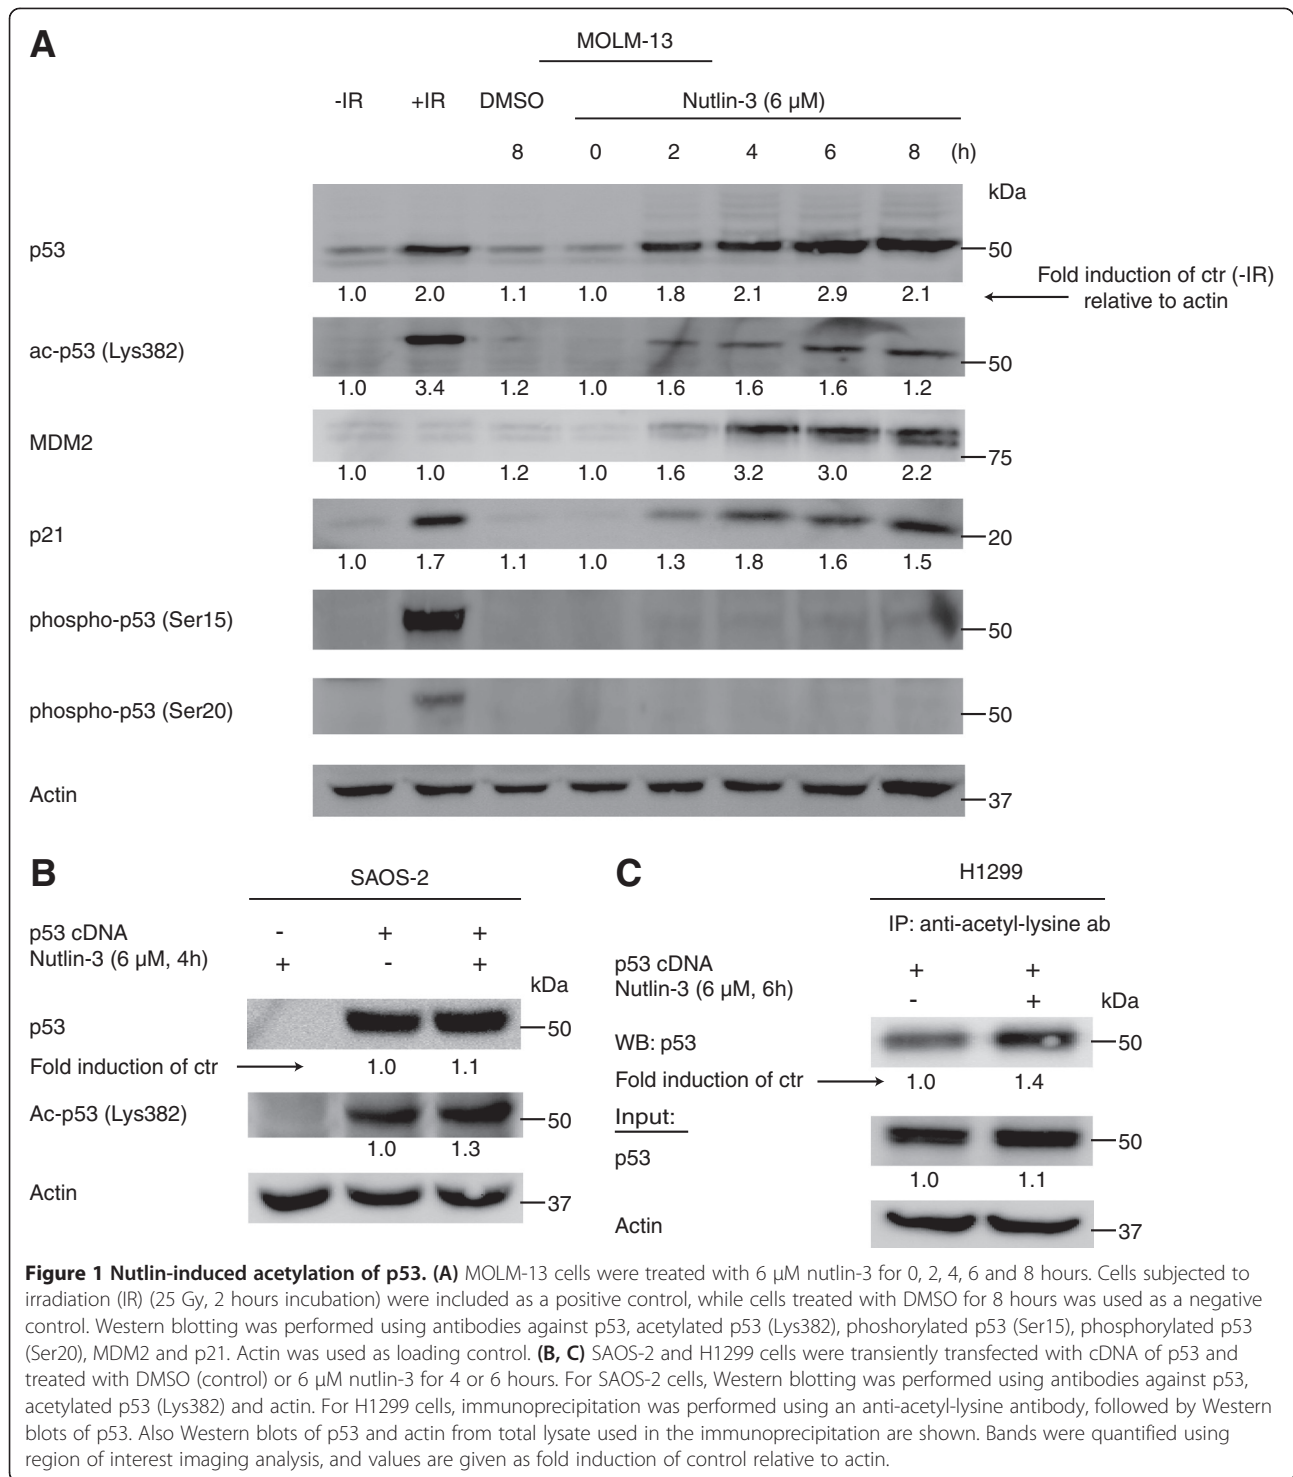 A
MOLM-13
-IR +IR DMSO Nutlin-3 (6 µM)
8 0 2 4 6 8 (h)
kDa
p53 50
1.0 2.0 1.1 1.0 1.8 2.1 2.9 2.1
Fold induction of ctr (-IR)
relative to actin
ac-p53 (Lys382) 50
1.0 3.4 1.2 1.0 1.6 1.6 1.6 1.2
MDM2 75
1.0 1.0 1.2 1.0 1.6 3.2 3.0 2.2
p21 20
1.0 1.7 1.1 1.0 1.3 1.8 1.6 1.5
phospho-p53 (Ser15) 50
phospho-p53 (Ser20) 50
Actin 37
B
SAOS-2
p53 cDNA - + +
Nutlin-3 (6 µM, 4h) + - +
kDa
p53 50
Fold induction of ctr 1.0 1.1
Ac-p53 (Lys382) 50
1.0 1.3
Actin 37
C
H1299
IP: anti-acetyl-lysine ab
p53 cDNA + +
Nutlin-3 (6 µM, 6h) - + kDa
WB: p53 50
Fold induction of ctr 1.0 1.4
Input:
p53 50
1.0 1.1
Actin 37
Figure 1 Nutlin-induced acetylation of p53. (A) MOLM-13 cells were treated with 6 µM nutlin-3 for 0, 2, 4, 6 and 8 hours. Cells subjected to
irradiation (IR) (25 Gy, 2 hours incubation) were included as a positive control, while cells treated with DMSO for 8 hours was used as a negative
control. Western blotting was performed using antibodies against p53, acetylated p53 (Lys382), phoshorylated p53 (Ser15), phosphorylated p53
(Ser20), MDM2 and p21. Actin was used as loading control. (B, C) SAOS-2 and H1299 cells were transiently transfected with cDNA of p53 and
treated with DMSO (control) or 6 µM nutlin-3 for 4 or 6 hours. For SAOS-2 cells, Western blotting was performed using antibodies against p53,
acetylated p53 (Lys382) and actin. For H1299 cells, immunoprecipitation was performed using an anti-acetyl-lysine antibody, followed by Western
blots of p53. Also Western blots of p53 and actin from total lysate used in the immunoprecipitation are shown. Bands were quantified using
region of interest imaging analysis, and values are given as fold induction of control relative to actin.